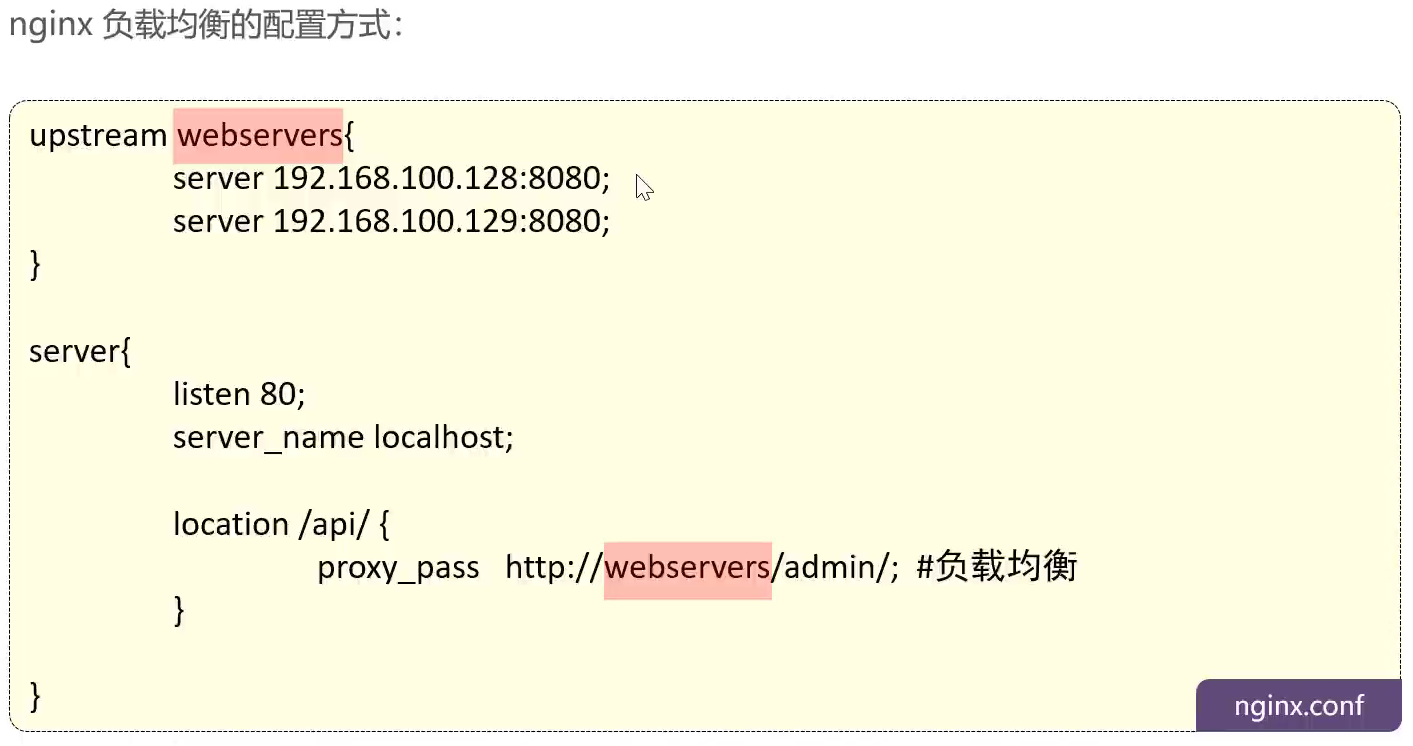 nginx 负载均衡的配置方式：
upstream webservers{
server 192.168.100.128:8080;
server 192.168.100.129:8080;
}
server{
listen 80;
server_name localhost;
location /api/ {
proxy_pass http://webservers/admin/; #负载均衡
}
}
nginx.conf